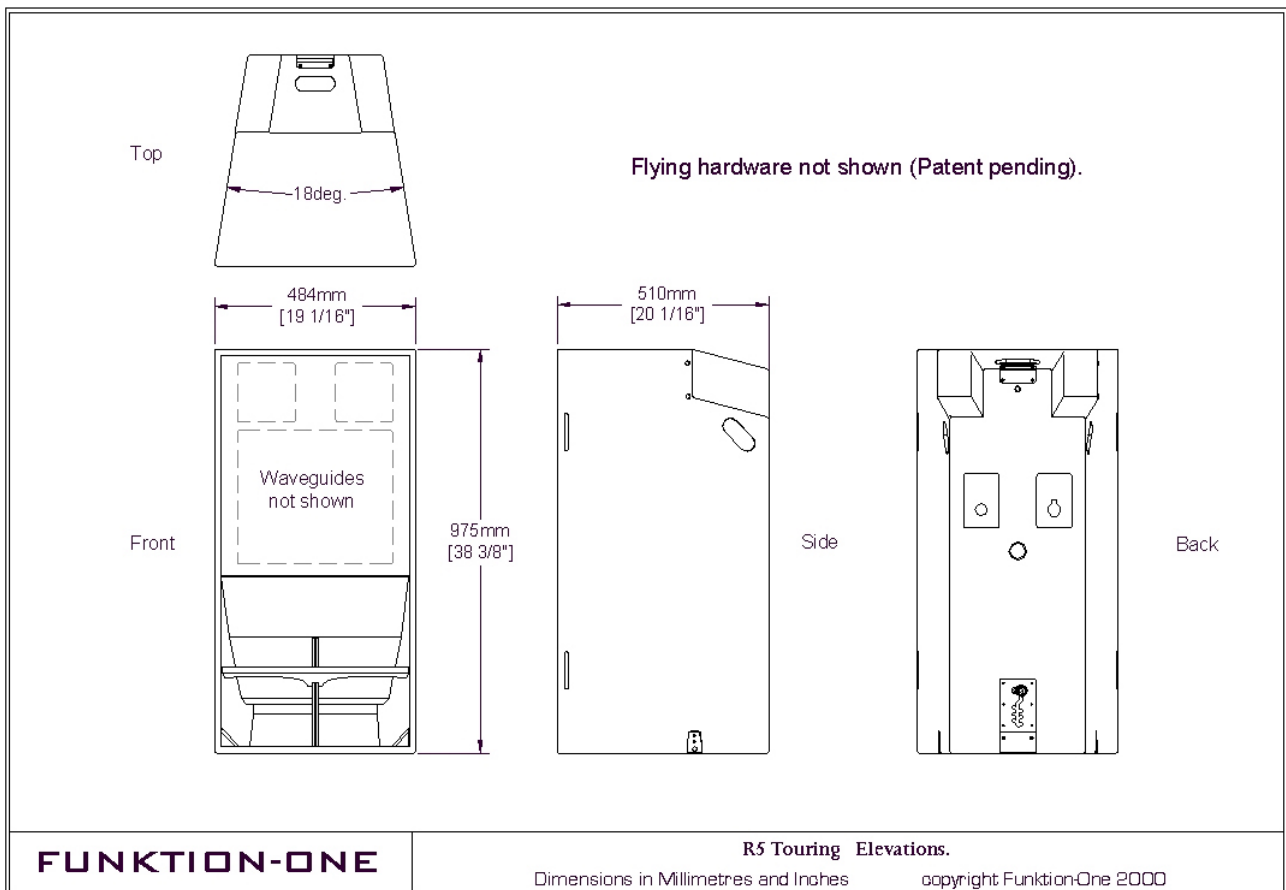 Top
Flying hardware not shown (Patent pending).
18deg.
484mm
[19 1/16"]
510mm
[20 1/16"]
Waveguides
not shown
Front
975mm
[38 3/8"]
Side
Back
FUNKTION-ONE
R5 Touring Elevations.
Dimensions in Millimetres and Inches copyright Funktion-One 2000